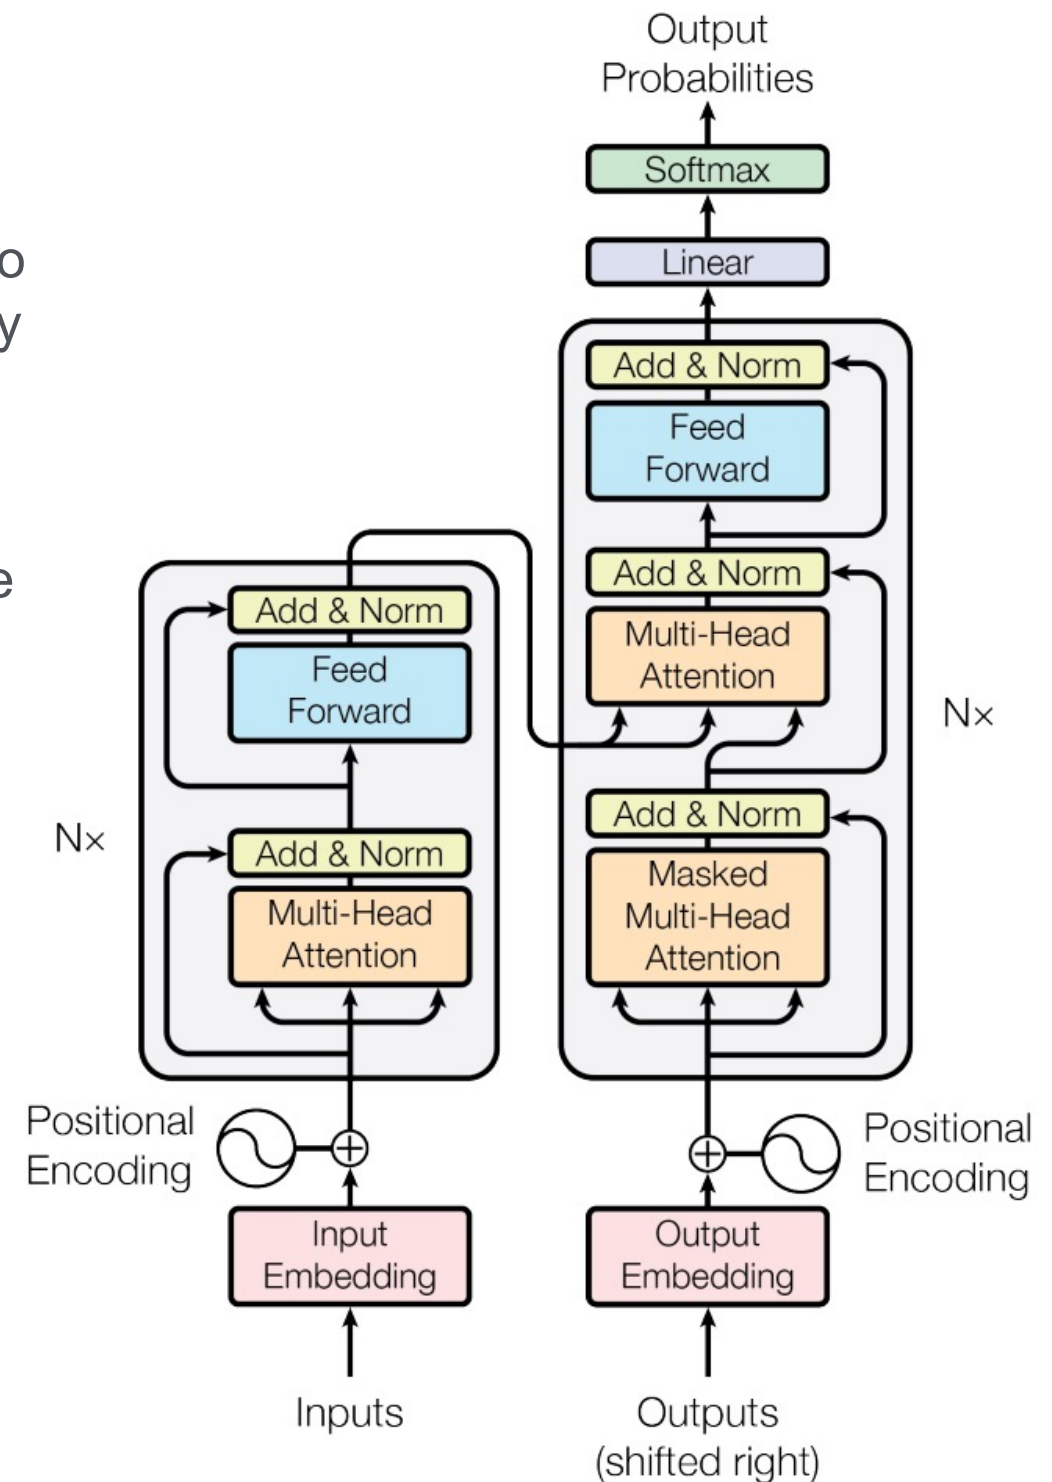 Output
Probabilities
Softmax
Linear
Add & Norm
Feed
Forward
Add & Norm
Multi-Head
Attention
Nx
Add & Norm
Masked
Multi-Head
Attention
Add & Norm
Feed
Forward
Nx
Add & Norm
Multi-Head
Attention
Positional
Encoding
Positional
Encoding
Input
Embedding
Output
Embedding
Inputs
Outputs
(shifted right)